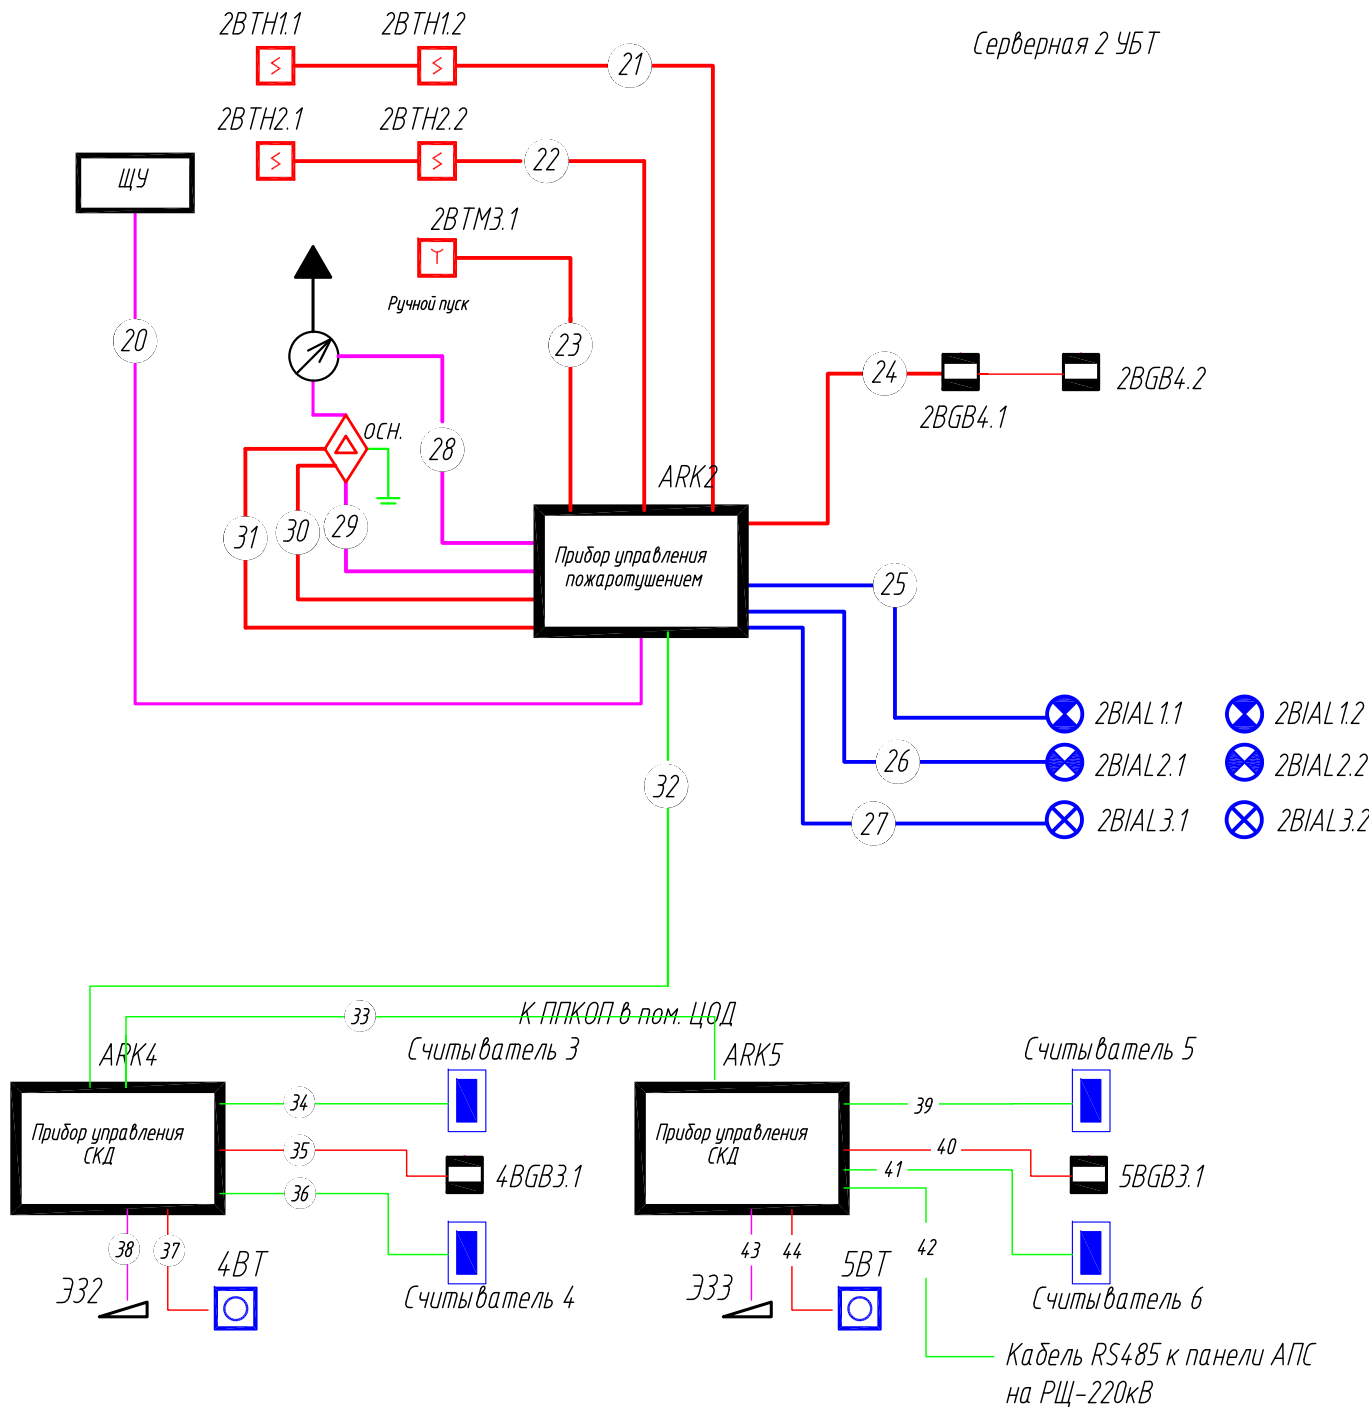 2BTH1.1
2BTH1.2
Серверная 2 УБТ
21
2BTH2.1
2BTH2.2
22
ЩУ
2BTM3.1
Ручной пуск
20
23
24
2BGB4.2
2BGB4.1
осн.
28
ARK2
31
30
29
Прибор управления
пожаротушением
25
2BIAL1.1
2BIAL1.2
26
2BIAL2.1
2BIAL2.2
32
27
2BIAL3.1
2BIAL3.2
33
К ППКОП в пом. ЦОД
ARK4
Считыватель 3
ARK5
Считыватель 5
34
39
Прибор управления
СКД
35
4BGB3.1
Прибор управления
СКД
40
41
5BGB3.1
36
38
37
4ВТ
43
44
42
5ВТ
ЭЗ2
Считыватель 4
ЭЗ3
Считыватель 6
Кабель RS485 к панели АПС
на РЩ-220кВ